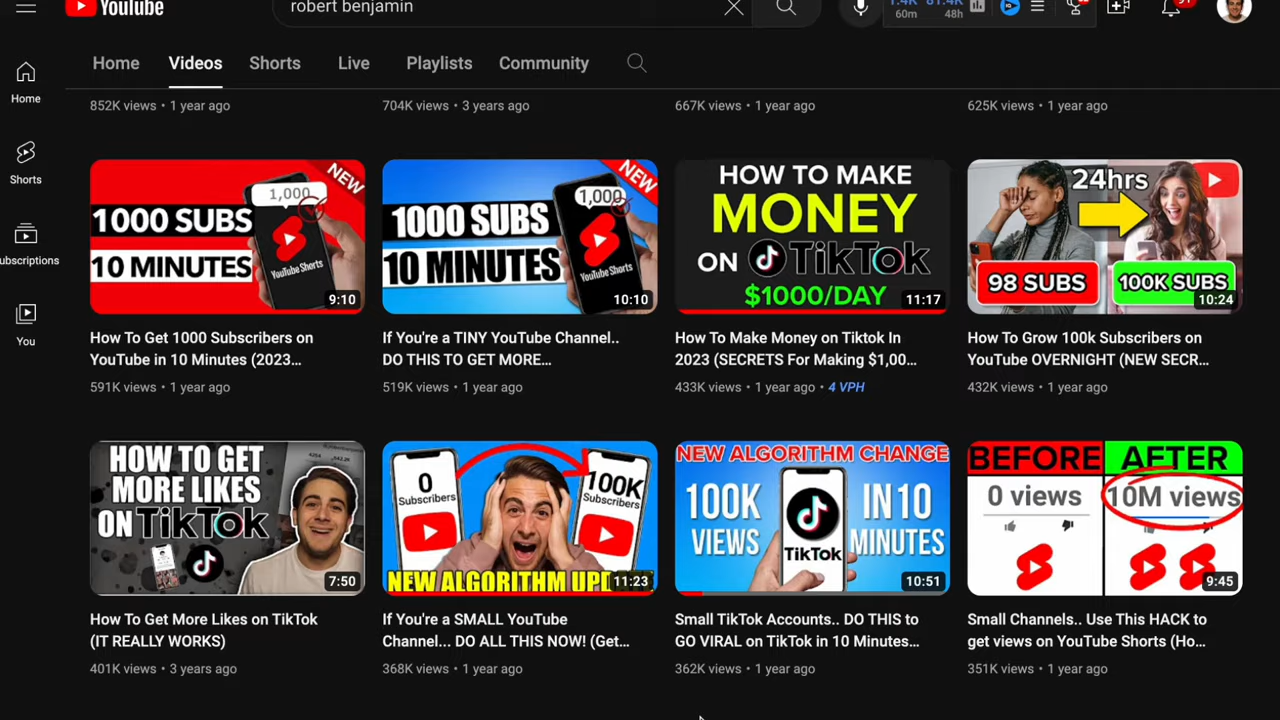 YouTube
robert benjamin
1.4K 81.4K
60m 48h
Home Videos Shorts Live Playlists Community
Home
Shorts
ubscriptions
You
852K views • 1 year ago
704K views • 3 years ago
667K views • 1 year ago
625K views • 1 year ago
NEW
1,000
1000 SUBS
10 MINUTES
YouTube Shorts
9:10
How To Get 1000 Subscribers on
YouTube in 10 Minutes (2023...
591K views • 1 year ago
NEW
1,000
1000 SUBS
10 MINUTES
YouTube Shorts
10:10
If You're a TINY YouTube Channel..
DO THIS TO GET MORE...
519K views • 1 year ago
HOW TO MAKE
MONEY
ON TikTok
$1000/DAY
11:17
How To Make Money on Tiktok In
2023 (SECRETS For Making $1,00...
433K views • 1 year ago • 4 VPH
24hrs
98 SUBS
100K SUBS
10:24
How To Grow 100k Subscribers on
YouTube OVERNIGHT (NEW SECR...
432K views • 1 year ago
HOW TO GET
MORE LIKES
ON TikTok
7:50
How To Get More Likes on TikTok
(IT REALLY WORKS)
401K views • 3 years ago
0
Subscribers
100K
Subscribers
NEW ALGORITHM UP
11:23
If You're a SMALL YouTube
Channel... DO ALL THIS NOW! (Get...
368K views • 1 year ago
NEW ALGORITHM CHANGE
100K IN 10
VIEWS MINUTES
TikTok
10:51
Small TikTok Accounts.. DO THIS to
GO VIRAL on TikTok in 10 Minutes...
362K views • 1 year ago
BEFORE AFTER
0 views 10M views
9:45
Small Channels.. Use This HACK to
get views on YouTube Shorts (Ho...
351K views • 1 year ago